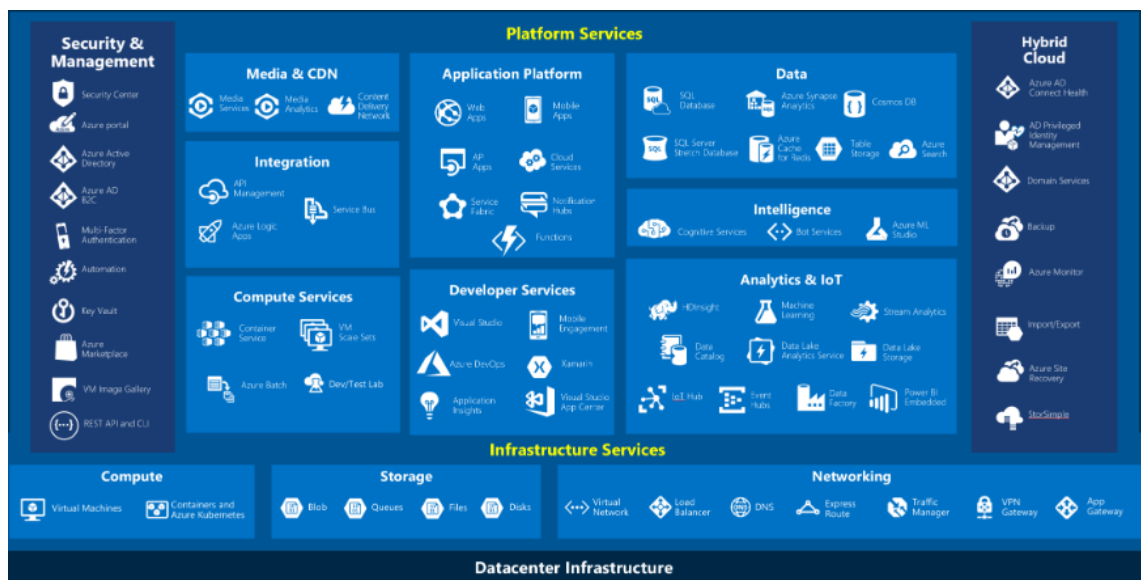 Platform Services
Security &
Management
Security Center
Azure portal
Azure Active
Directory
Azure AD
B2C
Multi-Factor
Authentication
Automation
Key Vault
Azure
Marketplace
VM Image Gallery
REST API and CLI
Media & CDN
Media
Services
Media
Analytics
Content
Delivery
Network
Integration
API
Management
Service Bus
Azure Logic
Apps
Compute Services
Container
Service
VM
Scale Sets
Azure Batch
Dev/Test Lab
Application Platform
Web
Apps
Mobile
Apps
API
Apps
Cloud
Services
Service
Fabric
Notification
Hubs
Functions
Developer Services
Visual Studio
Mobile
Engagement
Azure DevOps
Xamarin
Application
Insights
Visual Studio
App Center
Data
SQL
SQL
Database
Azure Synapse
Analytics
Cosmos DB
SQL
SQL Server
Stretch Database
Azure
Cache
for Redis
Table
Storage
Azure
Search
Intelligence
Cognitive Services
Bot Services
Azure ML
Studio
Analytics & IoT
HDInsight
Machine
Learning
Stream Analytics
Data
Catalog
Data Lake
Analytics Service
Data Lake
Storage
IoT Hub
Event
Hubs
Data
Factory
Power BI
Embedded
Hybrid
Cloud
Azure AD
Connect Health
AD Privileged
Identity
Management
Domain Services
Backup
Azure Monitor
Import/Export
Azure Site
Recovery
StorSimple
Infrastructure Services
Compute
Virtual Machines
Containers and
Azure Kubernetes
Storage
Blob
Queues
Files
Disks
Networking
Virtual
Network
Load
Balancer
DNS
DNS
Express
Route
Traffic
Manager
VPN
Gateway
App
Gateway
Datacenter Infrastructure